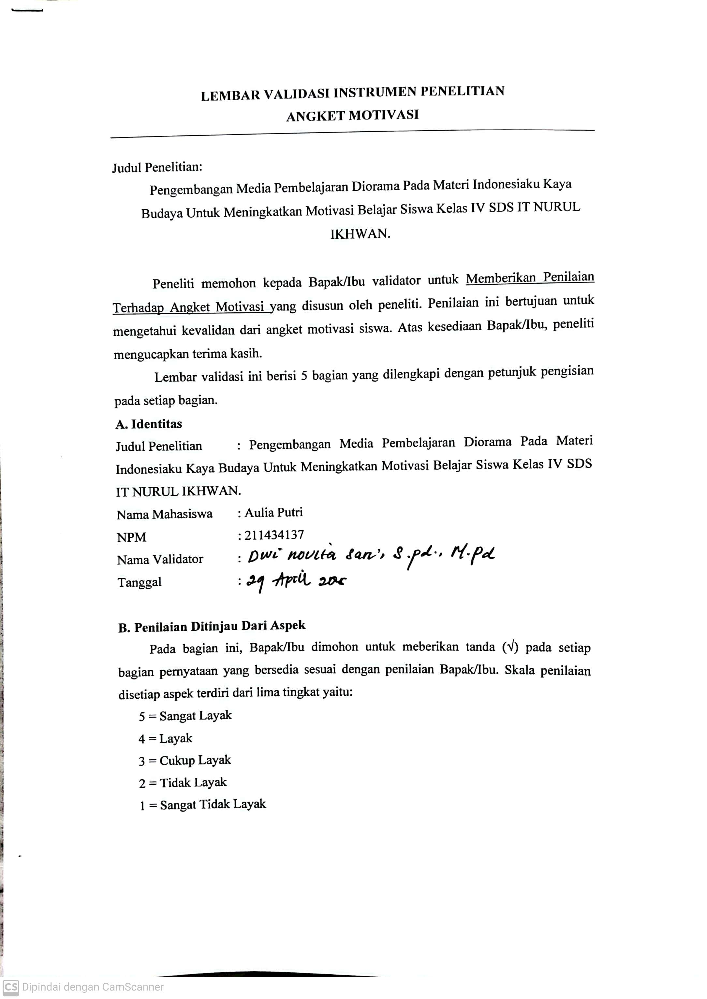 LEMBAR VALIDASI INSTRUMEN PENELITIAN
ANGKET MOTIVASI
Judul Penelitian:
Pengembangan Media Pembelajaran Diorama Pada Materi Indonesiaku Kaya
Budaya Untuk Meningkatkan Motivasi Belajar Siswa Kelas IV SDS IT NURUL
IKHWAN.
Peneliti memohon kepada Bapak/Ibu validator untuk Memberikan Penilaian
Terhadap Angket Motivasi yang disusun oleh peneliti. Penilaian ini bertujuan untuk
mengetahui kevalidan dari angket motivasi siswa. Atas kesediaan Bapak/Ibu, peneliti
mengucapkan terima kasih.
Lembar validasi ini berisi 5 bagian yang dilengkapi dengan petunjuk pengisian
pada setiap bagian.
A. Identitas
Judul Penelitian : Pengembangan Media Pembelajaran Diorama Pada Materi
Indonesiaku Kaya Budaya Untuk Meningkatkan Motivasi Belajar Siswa Kelas IV SDS
IT NURUL IKHWAN.
Nama Mahasiswa : Aulia Putri
NPM : 211434137
Nama Validator : Dwi novita sari, S.pd., M.pd
Tanggal : 29 April 2025
B. Penilaian Ditinjau Dari Aspek
Pada bagian ini, Bapak/Ibu dimohon untuk meberikan tanda (√) pada setiap
bagian pernyataan yang bersedia sesuai dengan penilaian Bapak/Ibu. Skala penilaian
disetiap aspek terdiri dari lima tingkat yaitu:
5 = Sangat Layak
4 = Layak
3 = Cukup Layak
2 = Tidak Layak
1 = Sangat Tidak Layak
CS Dipindai dengan CamScanner